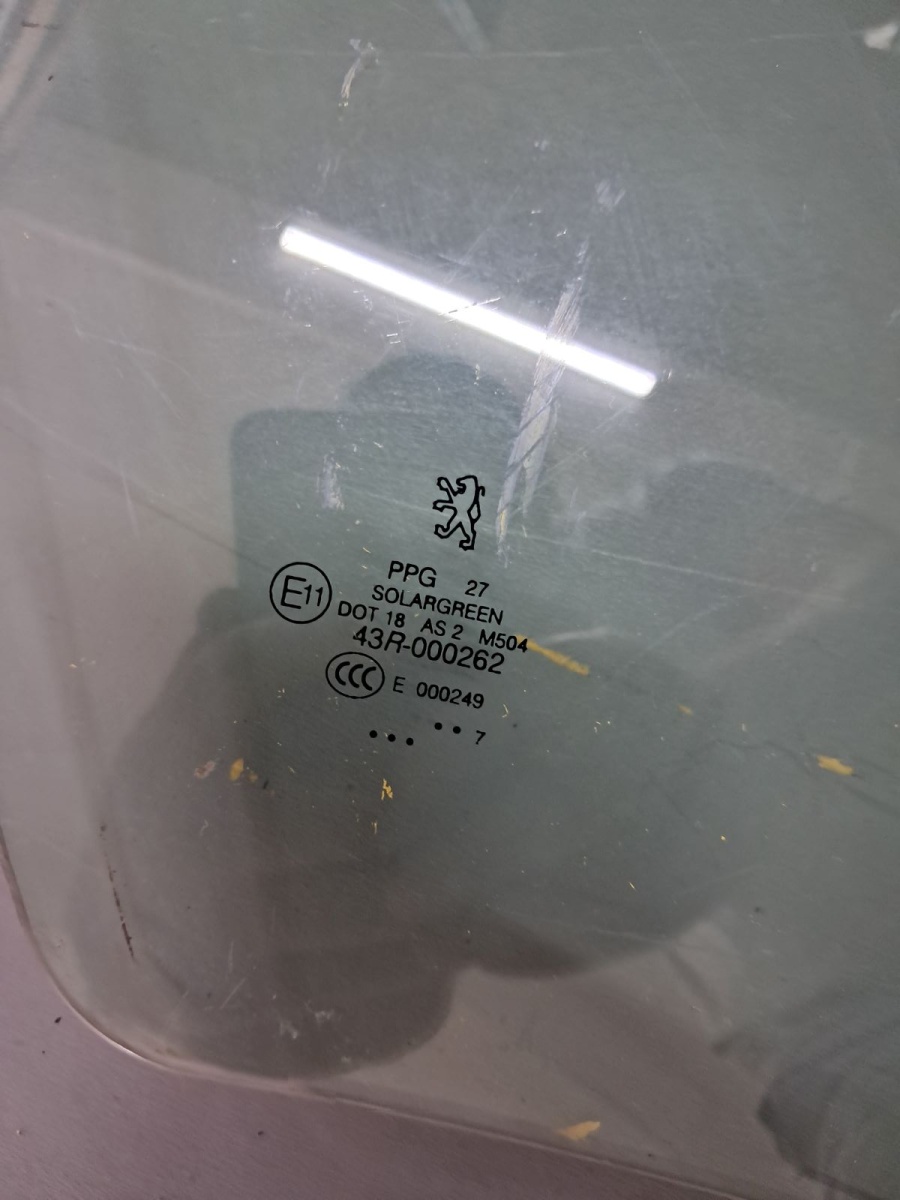 PPG 27
SOLARGREEN
E11
DOT 18 AS 2 M504
43R-000262
CCC E 000249
••• •• 7